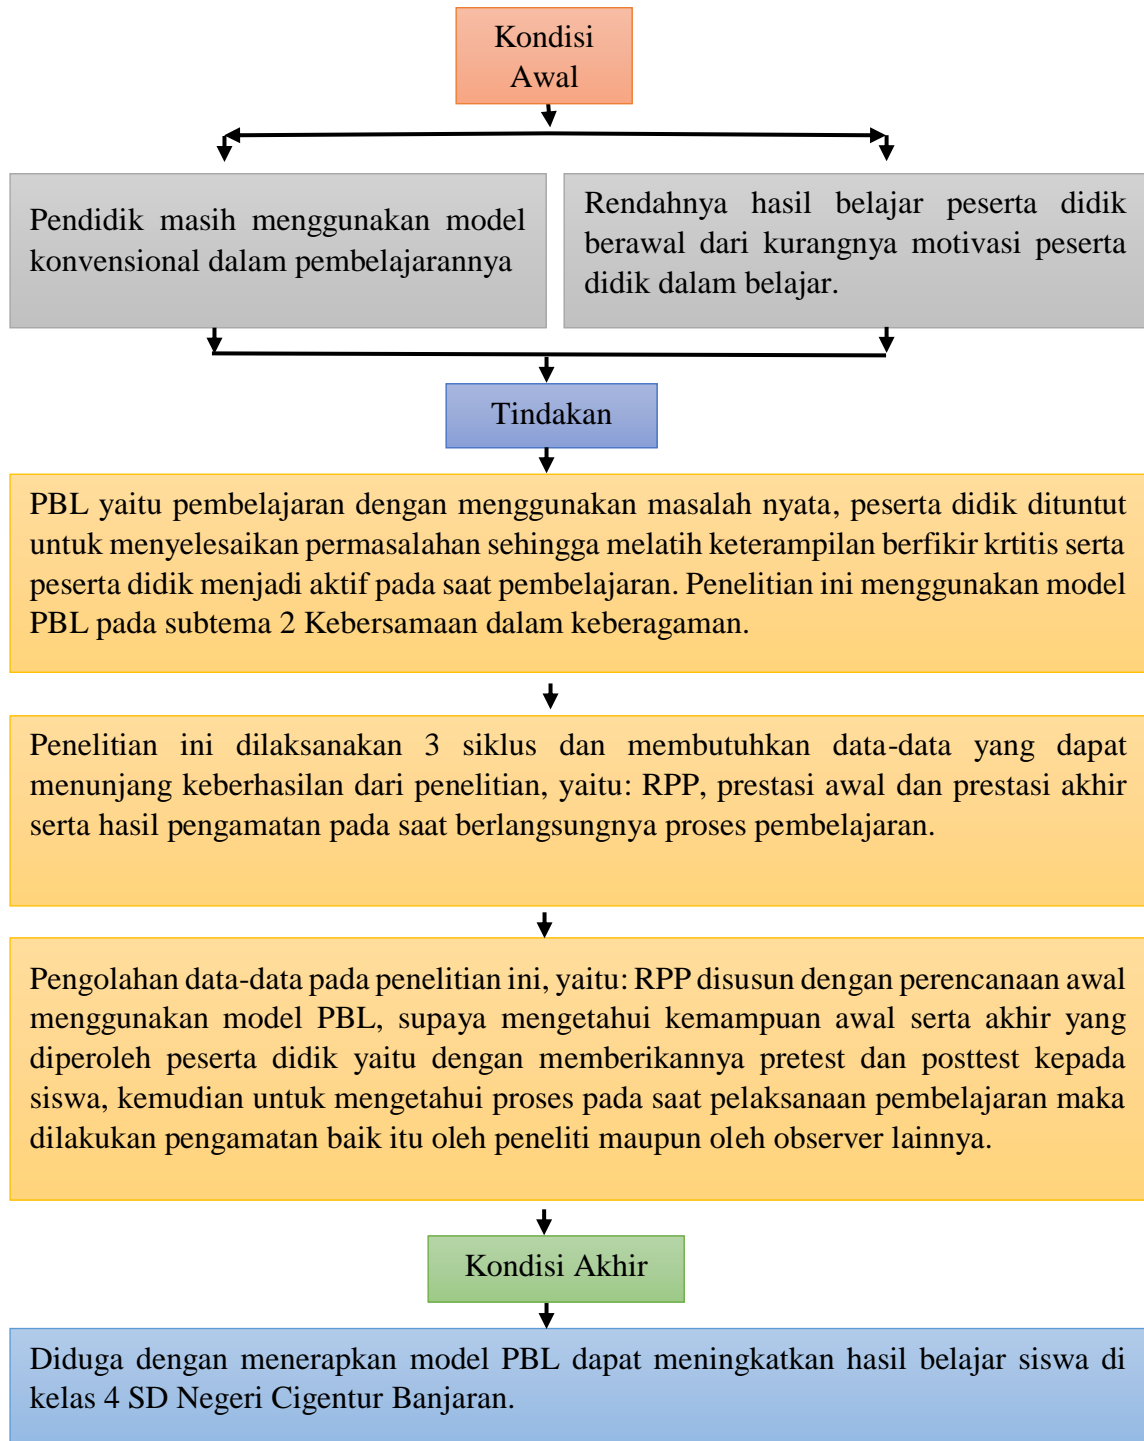 Kondisi
Awal
Pendidik masih menggunakan model
konvensional dalam pembelajarannya
Rendahnya hasil belajar peserta didik
berawal dari kurangnya motivasi peserta
didik dalam belajar.
Tindakan
PBL yaitu pembelajaran dengan menggunakan masalah nyata, peserta didik dituntut
untuk menyelesaikan permasalahan sehingga melatih keterampilan berfikir krtitis serta
peserta didik menjadi aktif pada saat pembelajaran. Penelitian ini menggunakan model
PBL pada subtema 2 Kebersamaan dalam keberagaman.
Penelitian ini dilaksanakan 3 siklus dan membutuhkan data-data yang dapat
menunjang keberhasilan dari penelitian, yaitu: RPP, prestasi awal dan prestasi akhir
serta hasil pengamatan pada saat berlangsungnya proses pembelajaran.
Pengolahan data-data pada penelitian ini, yaitu: RPP disusun dengan perencanaan awal
menggunakan model PBL, supaya mengetahui kemampuan awal serta akhir yang
diperoleh peserta didik yaitu dengan memberikannya pretest dan posttest kepada
siswa, kemudian untuk mengetahui proses pada saat pelaksanaan pembelajaran maka
dilakukan pengamatan baik itu oleh peneliti maupun oleh observer lainnya.
Kondisi Akhir
Diduga dengan menerapkan model PBL dapat meningkatkan hasil belajar siswa di
kelas 4 SD Negeri Cigentur Banjaran.